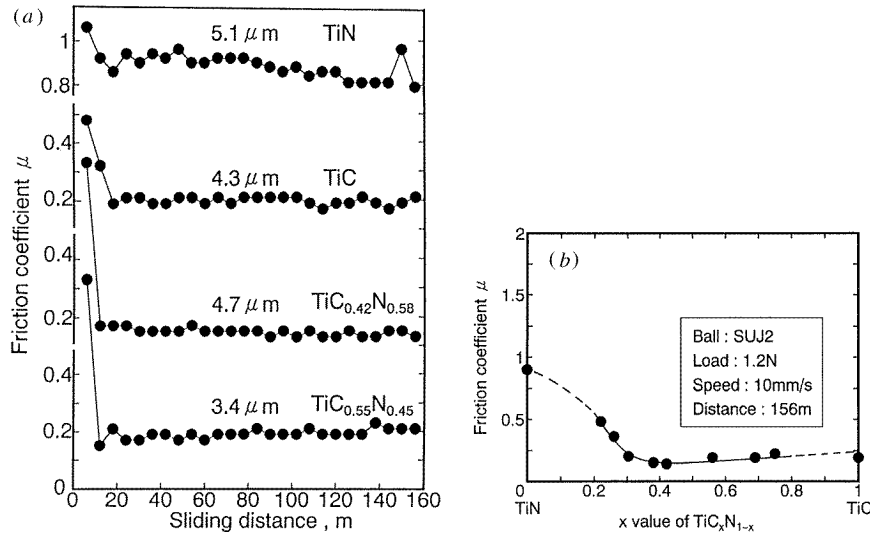 (a)
5.1 μm TiN
1
0.8
4.3 μm TiC
0.4
0.2
4.7 μm TiC0.42N0.58
0.4
0.2
3.4 μm TiC0.55N0.45
0.4
0.2
0
Friction coefficient μ
0 20 40 60 80 100 120 140 160
Sliding distance , m
(b)
2
1.5
1
0.5
0
Friction coefficient μ
Ball : SUJ2
Load : 1.2N
Speed : 10mm/s
Distance : 156m
0 0.2 0.4 0.6 0.8 1
TiN TiC
x value of TiCxN1-x